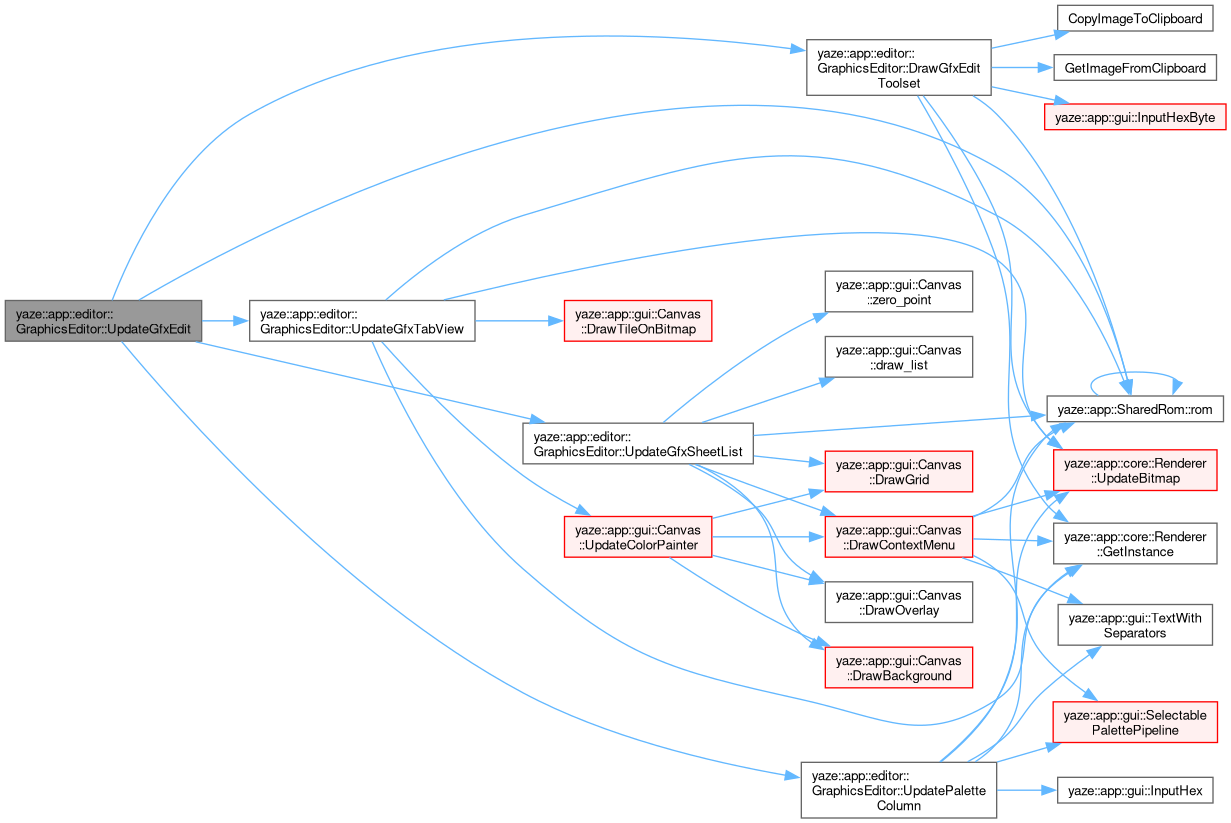 CopyImageToClipboard
yaze::app::editor::
GraphicsEditor::DrawGfxEdit
Toolset
GetImageFromClipboard
yaze::app::gui::InputHexByte
yaze::app::editor::
GraphicsEditor::UpdateGfxEdit
yaze::app::editor::
GraphicsEditor::UpdateGfxTabView
yaze::app::gui::Canvas
::DrawTileOnBitmap
yaze::app::gui::Canvas
::zero_point
yaze::app::gui::Canvas
::draw_list
yaze::app::SharedRom::rom
yaze::app::editor::
GraphicsEditor::UpdateGfxSheetList
yaze::app::gui::Canvas
::DrawGrid
yaze::app::core::Renderer
::UpdateBitmap
yaze::app::gui::Canvas
::UpdateColorPainter
yaze::app::gui::Canvas
::DrawContextMenu
yaze::app::core::Renderer
::GetInstance
yaze::app::gui::Canvas
::DrawOverlay
yaze::app::gui::TextWith
Separators
yaze::app::gui::Canvas
::DrawBackground
yaze::app::gui::Selectable
PalettePipeline
yaze::app::editor::
GraphicsEditor::UpdatePalette
Column
yaze::app::gui::InputHex